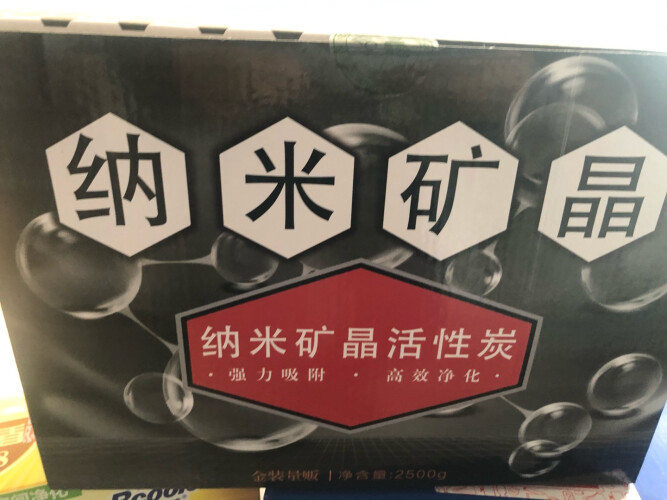 纳米矿晶
纳米矿晶活性炭
·强力吸附 · 高效净化·
金装量贩 | 净含量:2500g